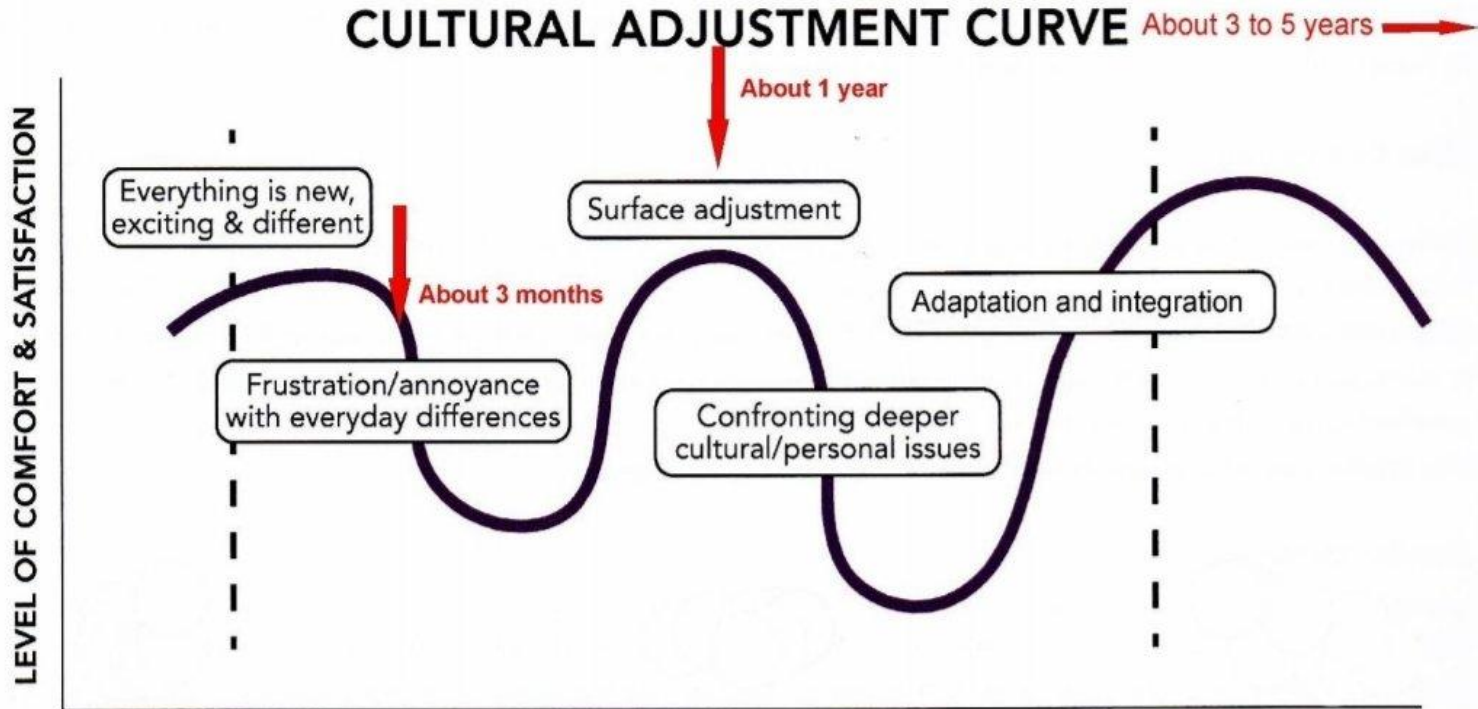 CULTURAL ADJUSTMENT CURVE About 3 to 5 years
About 1 year
LEVEL OF COMFORT & SATISFACTION
Everything is new,
exciting & different
Surface adjustment
About 3 months
Adaptation and integration
Frustration/annoyance
with everyday differences
Confronting deeper
cultural/personal issues